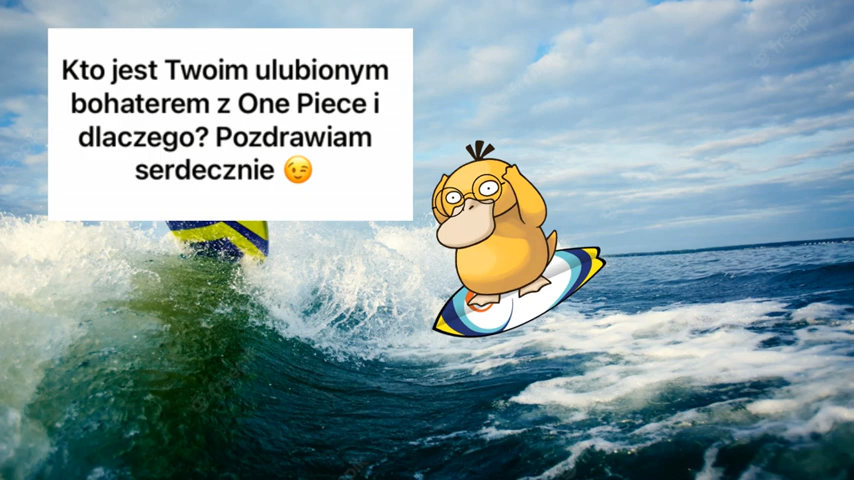 Kto jest Twoim ulubionym
bohaterem z One Piece i
dlaczego? Pozdrawiam
serdecznie 😉